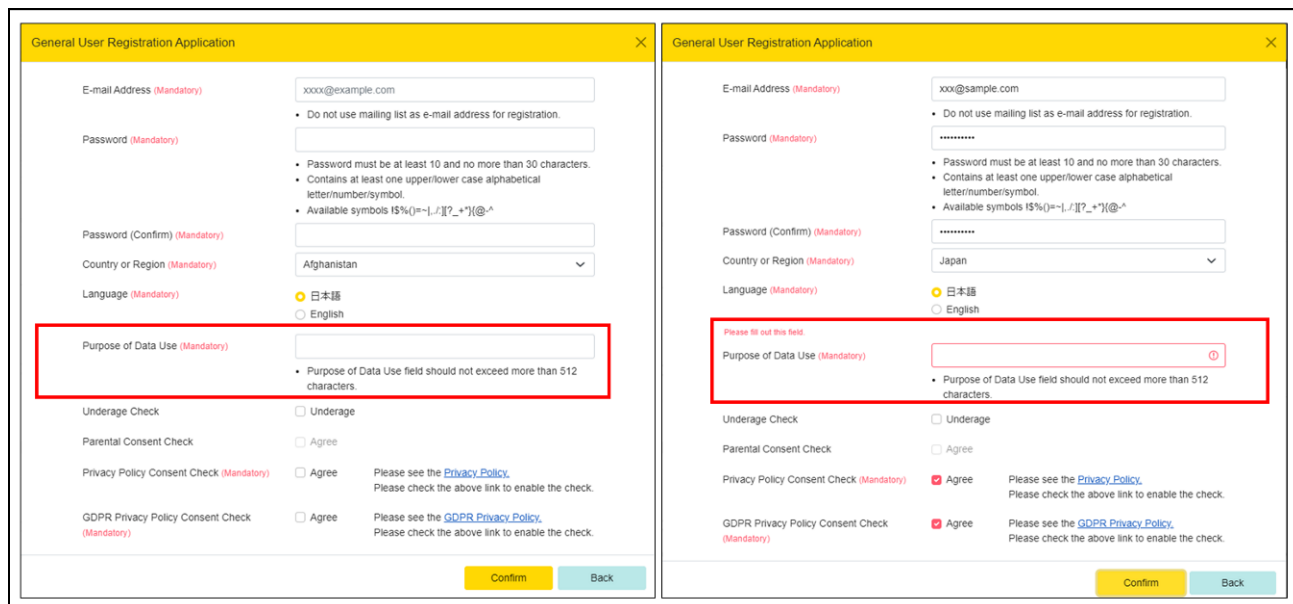 General User Registration Application
E-mail Address (Mandatory)
xxxx@example.com
• Do not use mailing list as e-mail address for registration.
Password (Mandatory)
• Password must be at least 10 and no more than 30 characters.
• Contains at least one upper/lower case alphabetical
letter/number/symbol.
• Available symbols !$%()=~|,./:][?_+*}{@-^
Password (Confirm) (Mandatory)
Country or Region (Mandatory)
Afghanistan
Language (Mandatory)
日本語
English
Purpose of Data Use (Mandatory)
• Purpose of Data Use field should not exceed more than 512
characters.
Underage Check
Underage
Parental Consent Check
Agree
Privacy Policy Consent Check (Mandatory)
Agree
Please see the Privacy Policy.
Please check the above link to enable the check.
GDPR Privacy Policy Consent Check
(Mandatory)
Agree
Please see the GDPR Privacy Policy.
Please check the above link to enable the check.
Confirm
Back
General User Registration Application
E-mail Address (Mandatory)
xxx@sample.com
• Do not use mailing list as e-mail address for registration.
Password (Mandatory)
••••••••••
• Password must be at least 10 and no more than 30 characters.
• Contains at least one upper/lower case alphabetical
letter/number/symbol.
• Available symbols !$%()=~|,./:][?_+*}{@-^
Password (Confirm) (Mandatory)
••••••••••
Country or Region (Mandatory)
Japan
Language (Mandatory)
日本語
English
Please fill out this field.
Purpose of Data Use (Mandatory)
• Purpose of Data Use field should not exceed more than 512
characters.
Underage Check
Underage
Parental Consent Check
Agree
Privacy Policy Consent Check (Mandatory)
Agree
Please see the Privacy Policy.
Please check the above link to enable the check.
GDPR Privacy Policy Consent Check
(Mandatory)
Agree
Please see the GDPR Privacy Policy.
Please check the above link to enable the check.
Confirm
Back